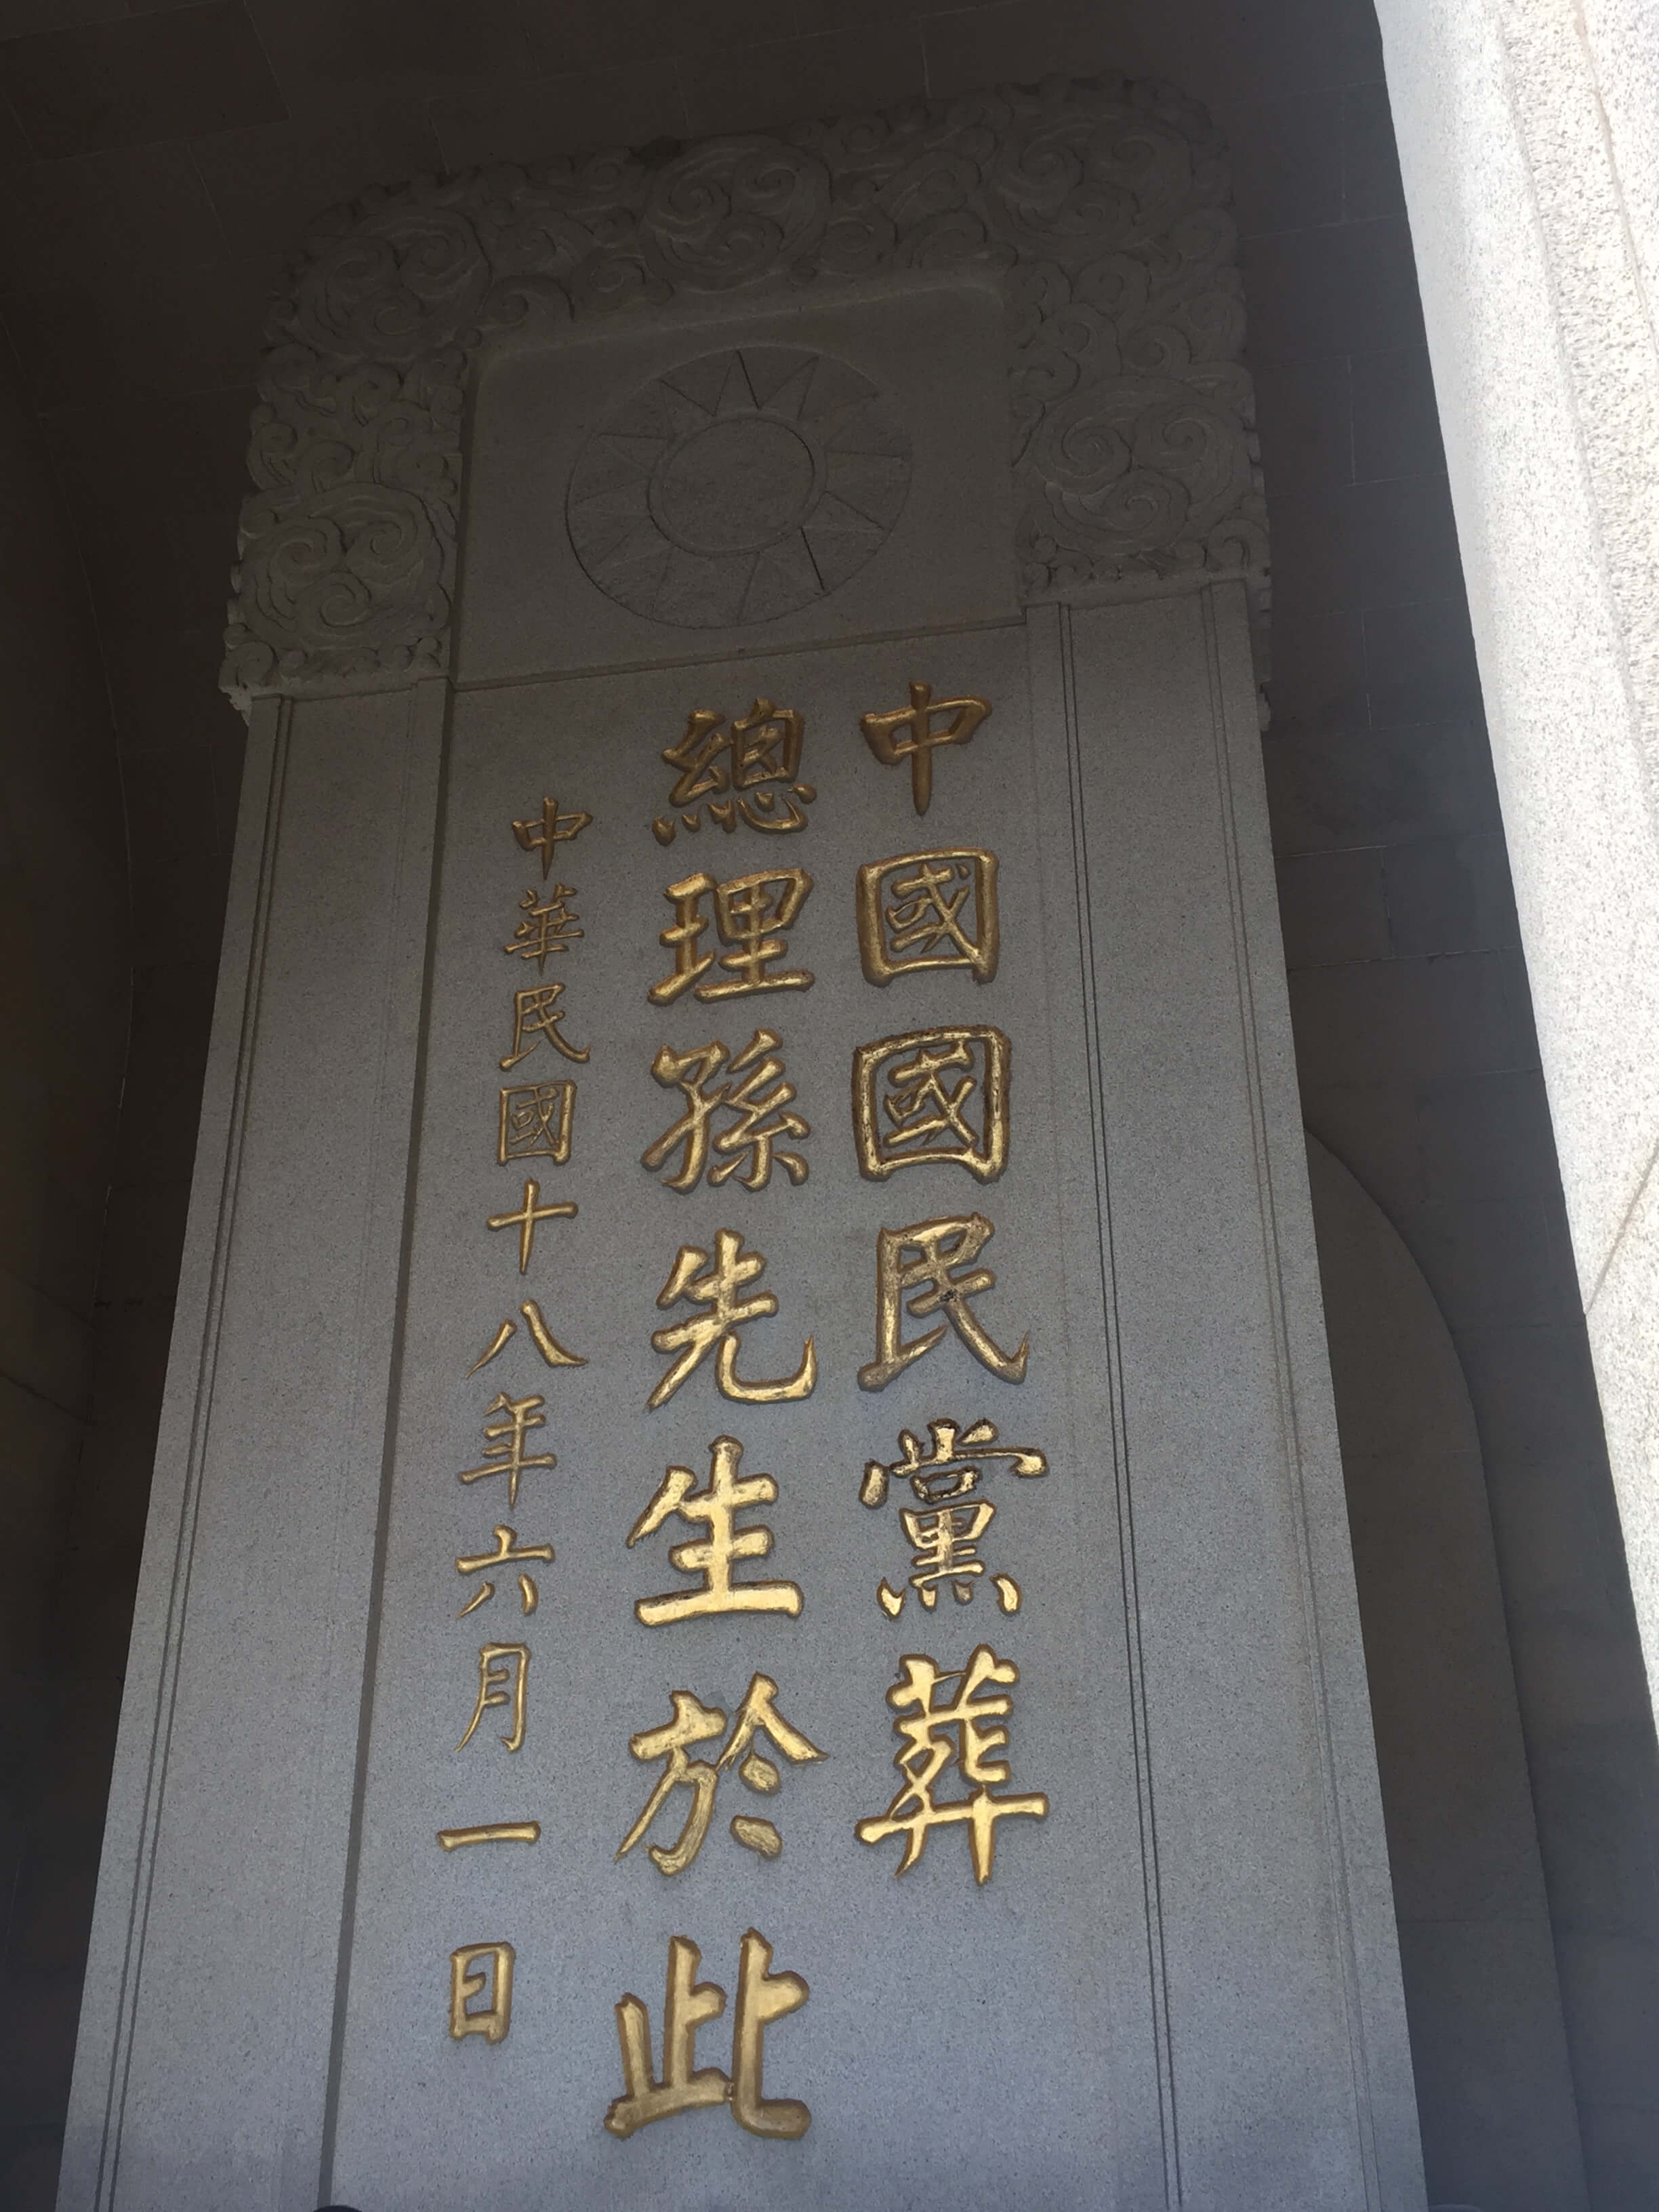 中國國民黨葬
總理孫先生於此
中華民國十八年六月一日